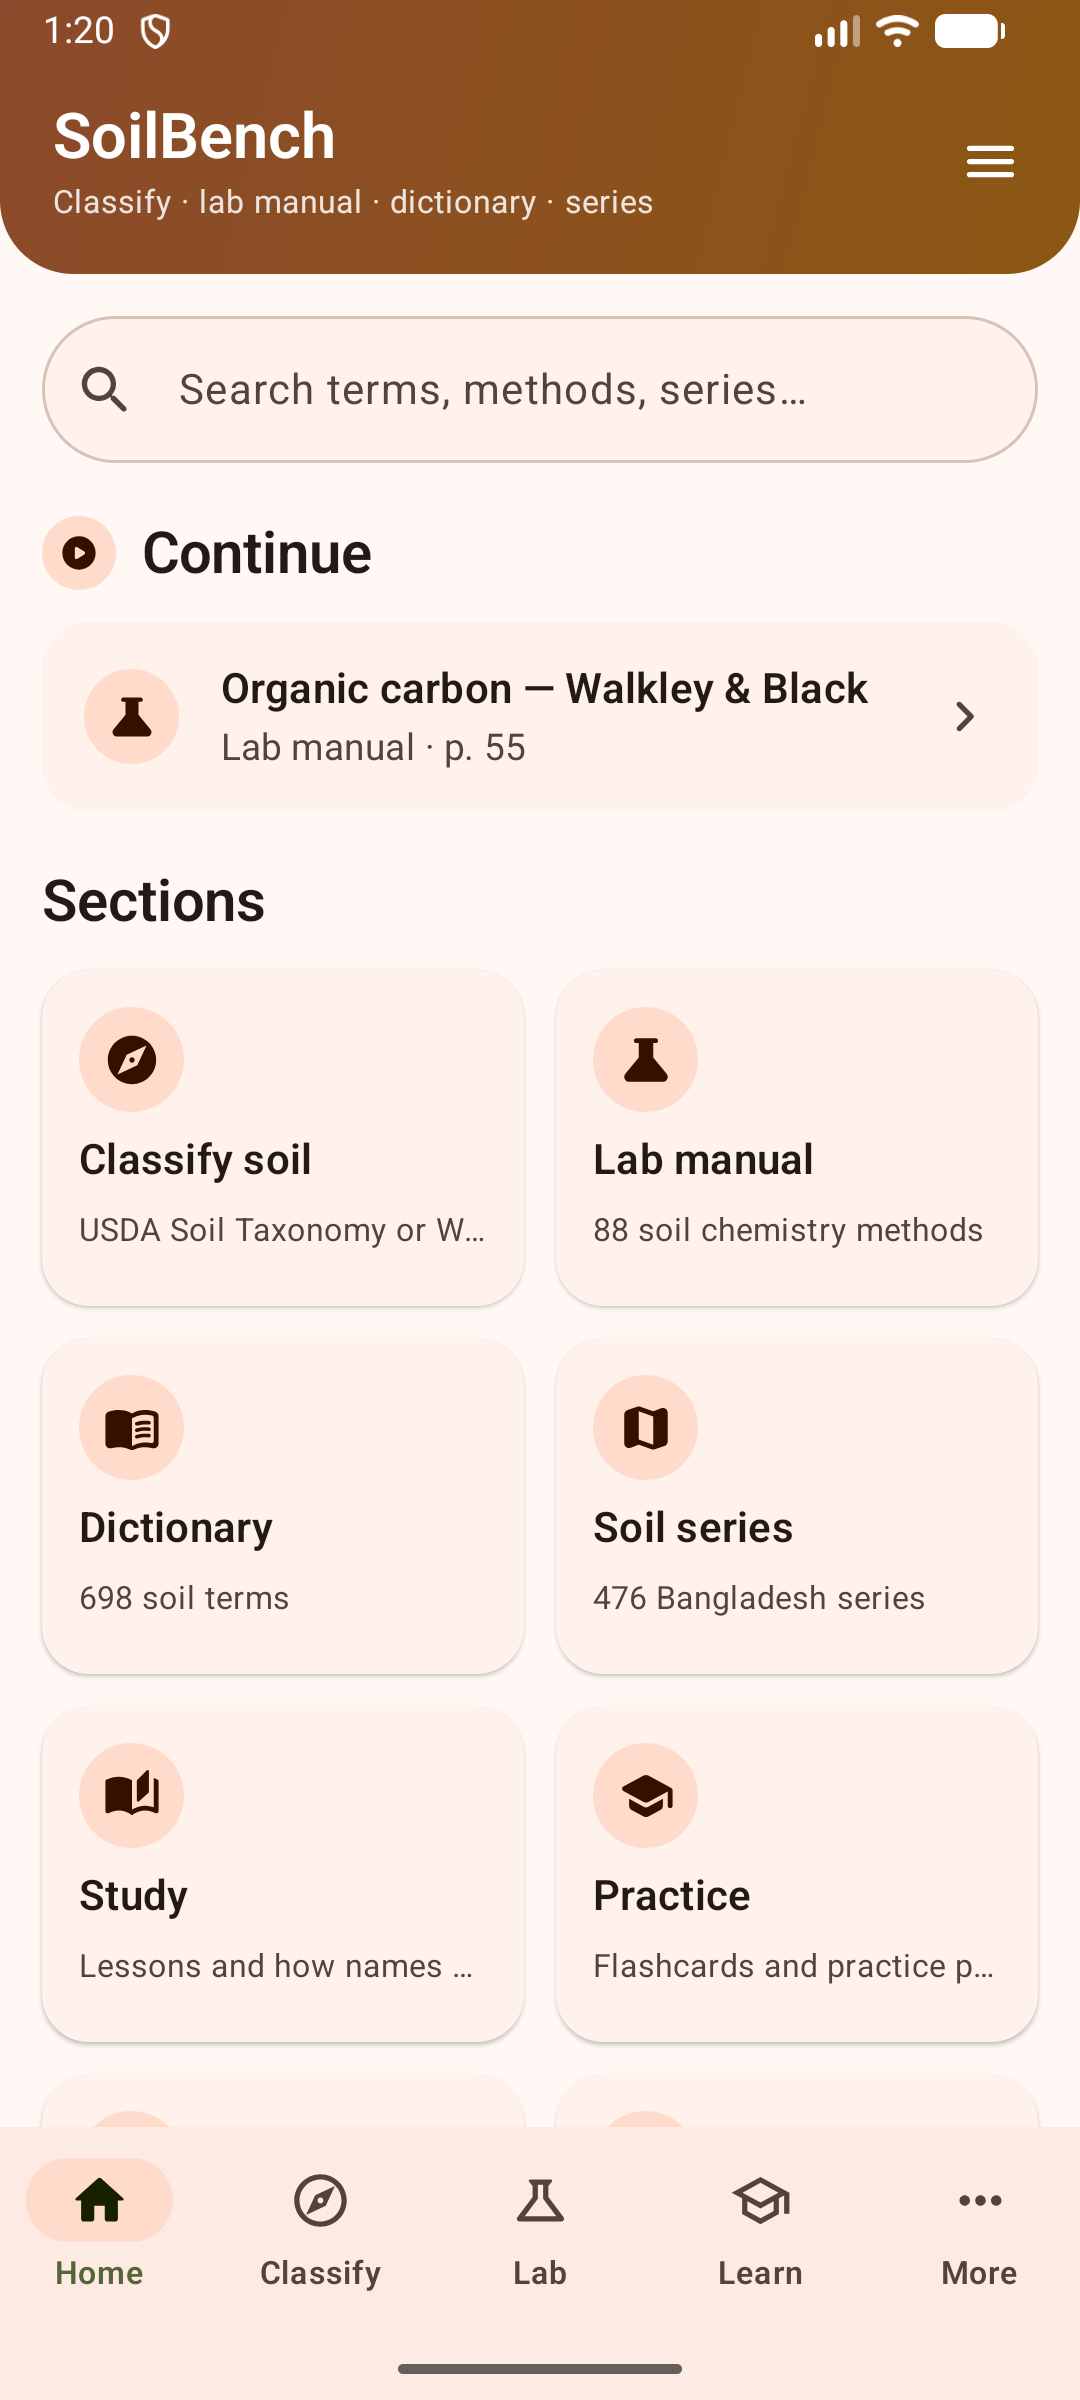 1:20
SoilBench
Classify · lab manual · dictionary · series
Search terms, methods, series…
Continue
Organic carbon — Walkley & Black
Lab manual · p. 55
Sections
Classify soil
USDA Soil Taxonomy or W…
Lab manual
88 soil chemistry methods
Dictionary
698 soil terms
Soil series
476 Bangladesh series
Study
Lessons and how names …
Practice
Flashcards and practice p…
Home
Classify
Lab
Learn
More